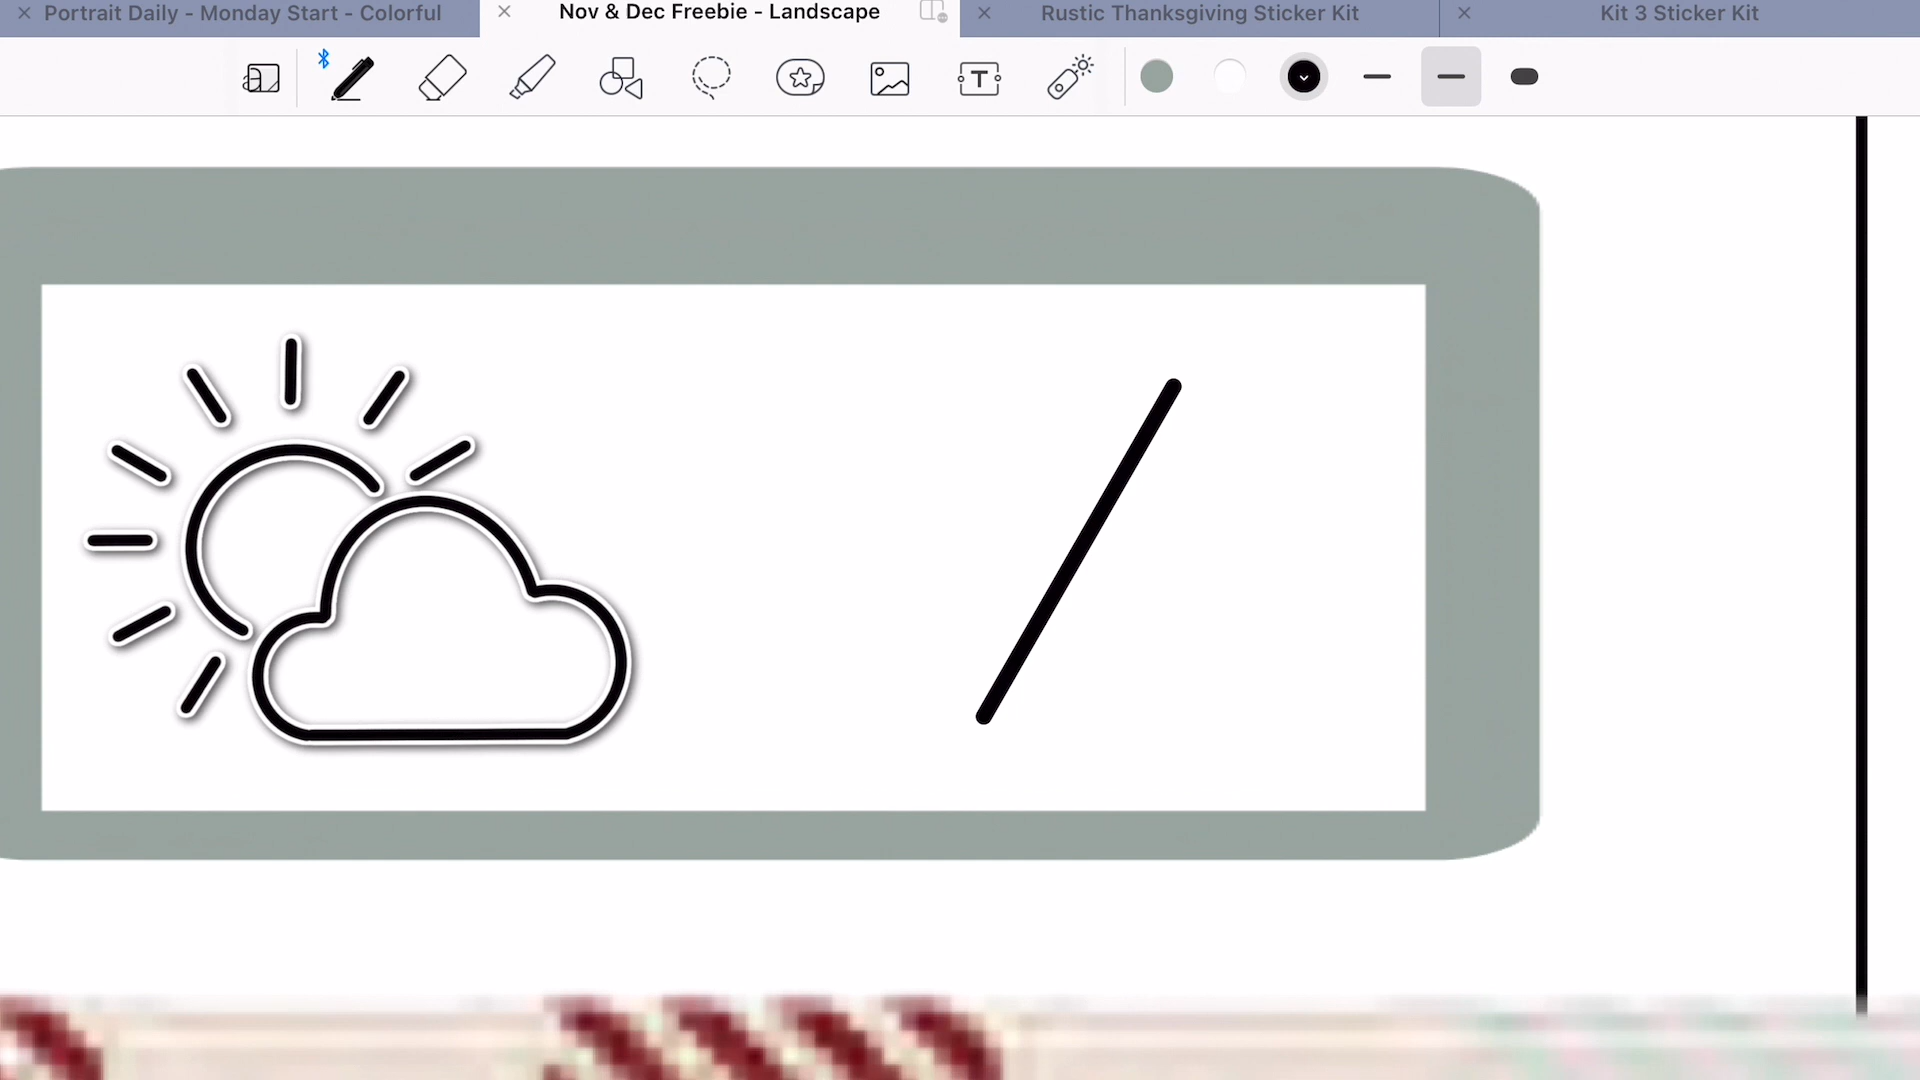 Portrait Daily - Monday Start - Colorful
Nov & Dec Freebie - Landscape
Rustic Thanksgiving Sticker Kit
Kit 3 Sticker Kit